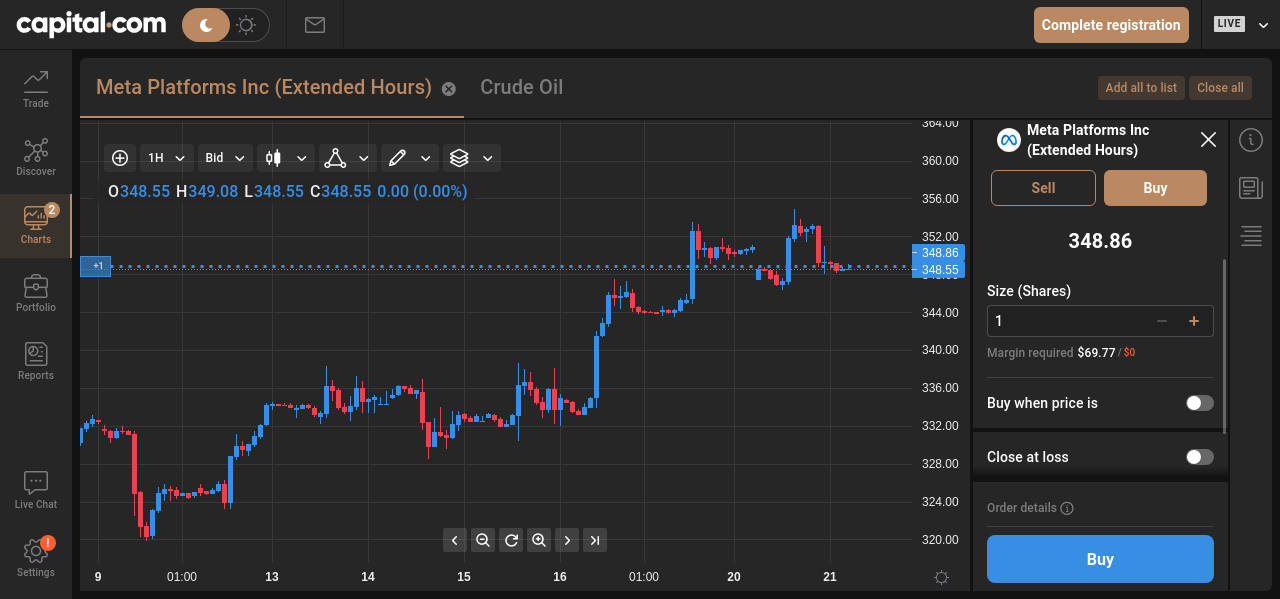 capital.com
Complete registration
LIVE
Trade
Discover
2
Charts
Portfolio
Reports
Live Chat
!
Settings
Meta Platforms Inc (Extended Hours)
Crude Oil
Add all to list
Close all
1H
Bid
O348.55 H349.08 L348.55 C348.55 0.00 (0.00%)
+1
364.00
360.00
356.00
352.00
348.86
348.55
344.00
340.00
336.00
332.00
328.00
324.00
320.00
9
01:00
13
14
15
16
01:00
20
21
Meta Platforms Inc
(Extended Hours)
Sell
Buy
348.86
Size (Shares)
1
Margin required $69.77 / $0
Buy when price is
Close at loss
Order details
Buy